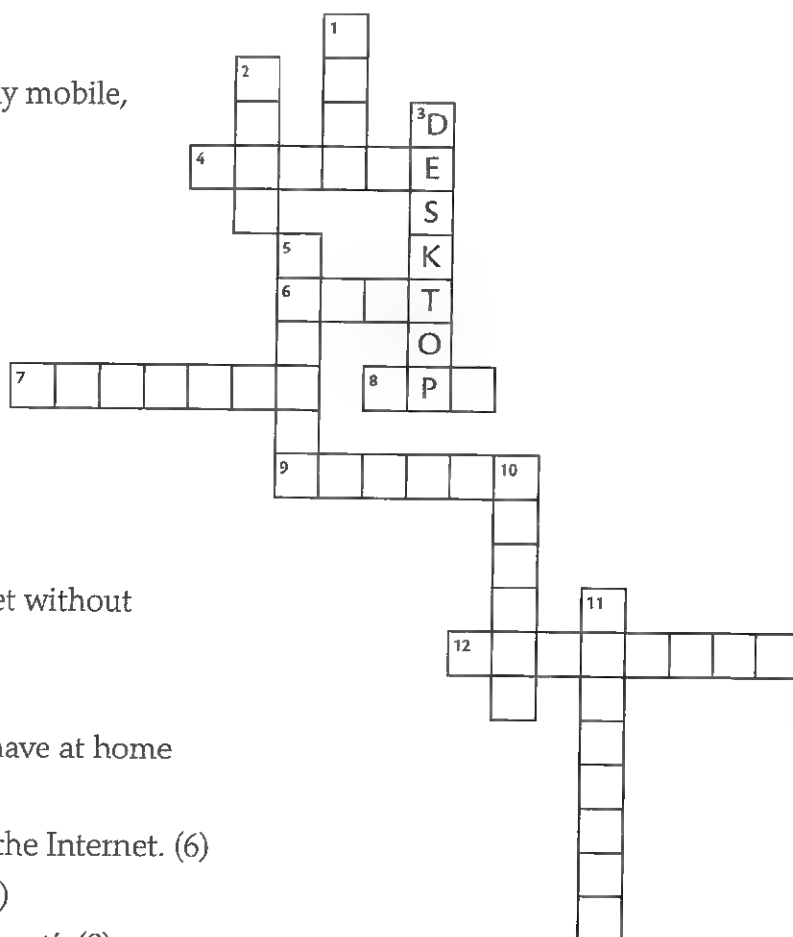 1
2
y mobile,
3D
4 E
S
5 K
6 T
O
7 8 P
9 10
et without
11
12
have at home
the Internet. (6)
)